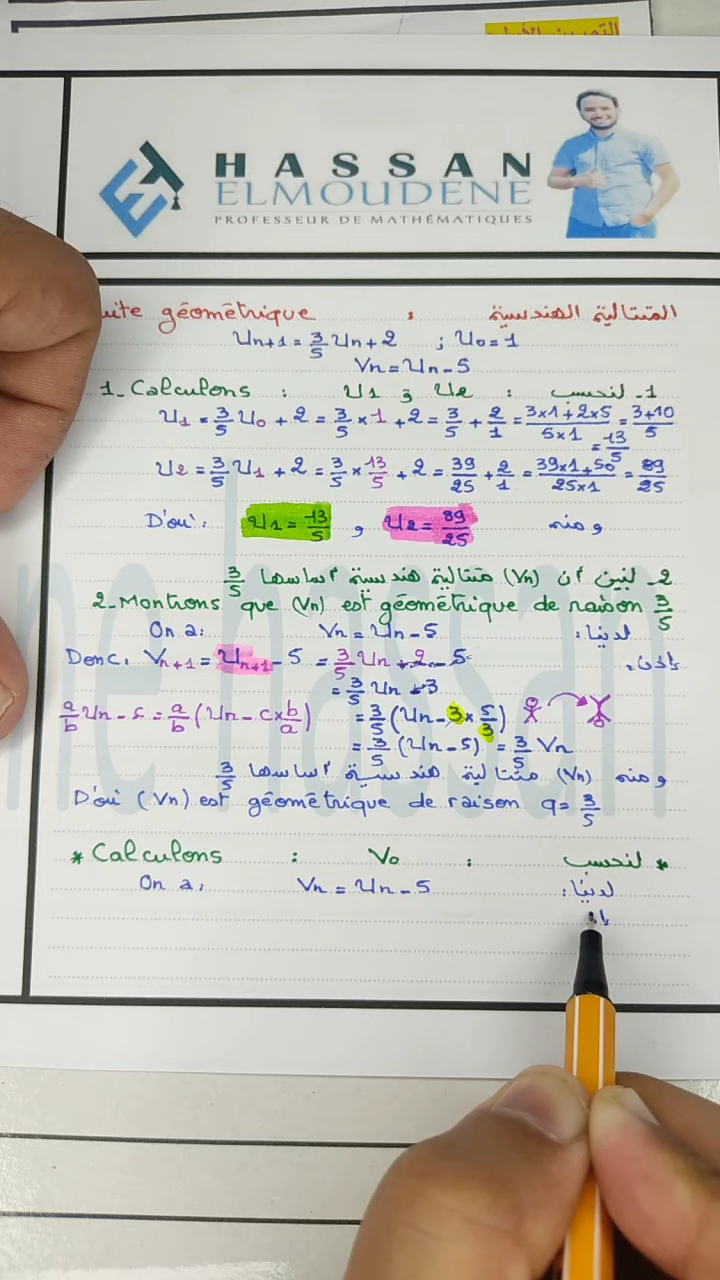 التمرين الأول:
HASSAN
ELMOUDENE
PROFESSEUR DE MATHÉMATIQUES
uite géométrique : المتتالية الهندسية
Un+1 = 3/5 Un + 2 ; U0 = 1
Vn = Un - 5
1. Calculons : U1 و U2 : 1. لنحسب
U1 = 3/5 U0 + 2 = 3/5 × 1 + 2 = 3/5 + 2/1 = (3×1+2×5)/(5×1) = (3+10)/5
= 13/5
U2 = 3/5 U1 + 2 = 3/5 × 13/5 + 2 = 39/25 + 2/1 = (39×1+50)/(25×1) = 89/25
D'où : U1 = 13/5 , U2 = 89/25 ومنه
2. لنبين أن (Vn) متتالية هندسية أساسها 3/5
2. Montrons que (Vn) est géométrique de raison 3/5
On a : Vn = Un - 5 لدينا :
Donc. Vn+1 = Un+1 - 5 = 3/5 Un + 2 - 5 إذن.
= 3/5 Un - 3
a/b Un - c = a/b (Un - c × b/a) = 3/5 (Un - 3 × 5/3)
= 3/5 (Un - 5) = 3/5 Vn
ومنه (Vn) متتالية هندسية أساسها 3/5
D'où (Vn) est géométrique de raison q = 3/5
* Calculons : V0 : لنحسب *
On a : Vn = Un - 5 لدينا :